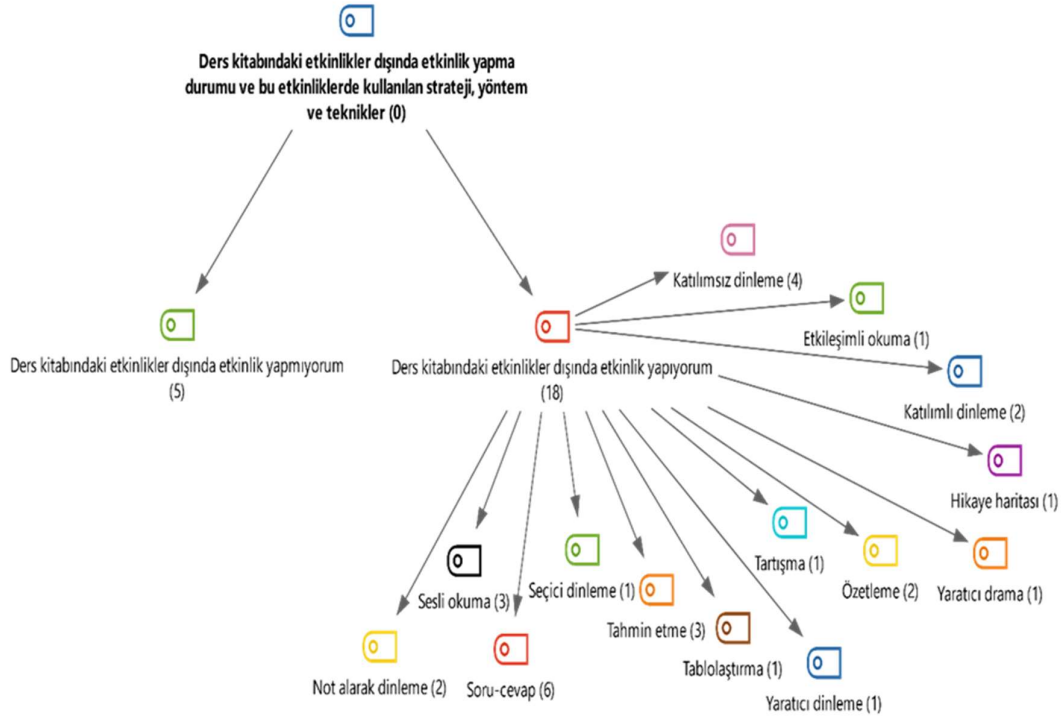 Ders kitabındaki etkinlikler dışında etkinlik yapma
durumu ve bu etkinliklerde kullanılan strateji, yöntem
ve teknikler (0)
Katılımsız dinleme (4)
Etkileşimli okuma (1)
Ders kitabındaki etkinlikler dışında etkinlik yapmıyorum
(5)
Ders kitabındaki etkinlikler dışında etkinlik yapıyorum
(18)
Katılımlı dinleme (2)
Hikaye haritası (1)
Tartışma (1)
Özetleme (2)
Yaratıcı drama (1)
Sesli okuma (3)
Seçici dinleme (1)
Tahmin etme (3)
Tablolaştırma (1)
Not alarak dinleme (2)
Soru-cevap (6)
Yaratıcı dinleme (1)